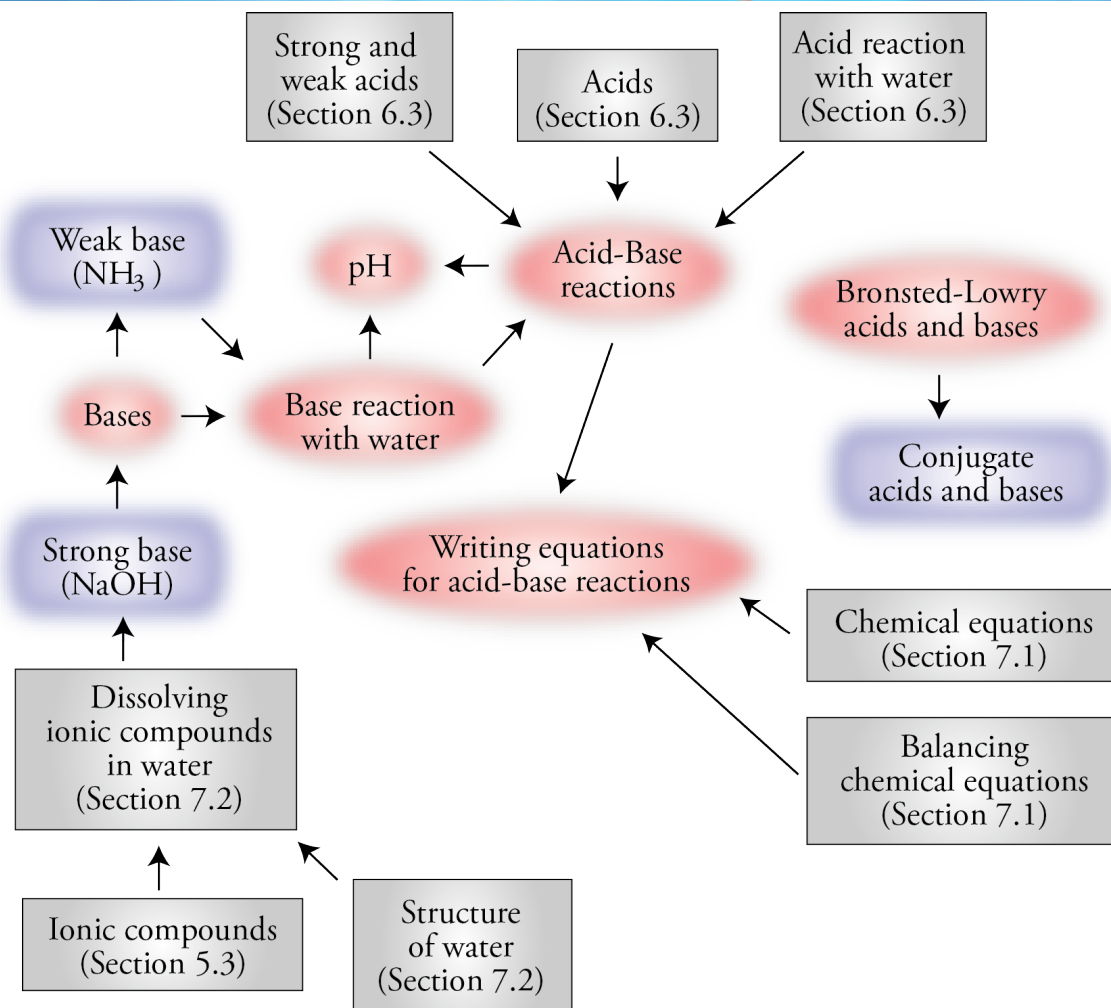 Strong and
weak acids
(Section 6.3)
Acids
(Section 6.3)
Acid reaction
with water
(Section 6.3)
Weak base
(NH3 )
pH
Acid-Base
reactions
Bronsted-Lowry
acids and bases
Bases
Base reaction
with water
Conjugate
acids and bases
Strong base
(NaOH)
Writing equations
for acid-base reactions
Chemical equations
(Section 7.1)
Dissolving
ionic compounds
in water
(Section 7.2)
Balancing
chemical equations
(Section 7.1)
Ionic compounds
(Section 5.3)
Structure
of water
(Section 7.2)